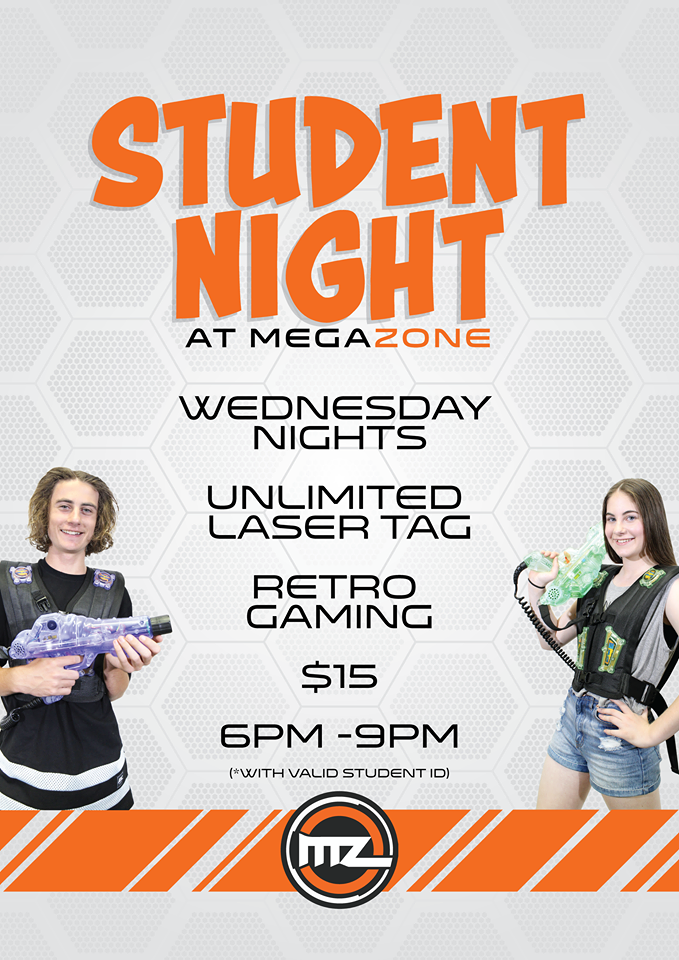 STUDENT
NIGHT
AT MEGAZONE
WEDNESDAY
NIGHTS
UNLIMITED
LASER TAG
RETRO
GAMING
$15
6PM -9PM
(*WITH VALID STUDENT ID)
MZ